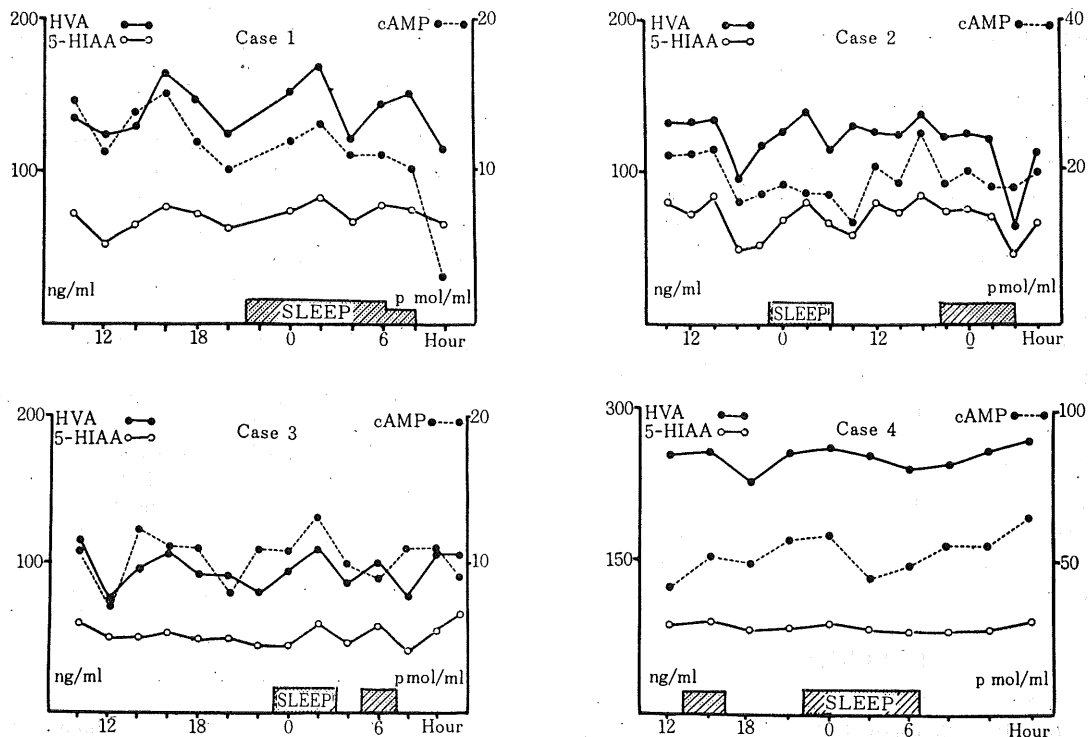 200
HVA
5-HIAA
Case 1
cAMP
20
100
10
ng/ml
p mol/ml
SLEEP
12
18
0
6
Hour
200
HVA
5-HIAA
Case 2
cAMP
40
100
20
ng/ml
p mol/ml
SLEEP
12
0
12
0
Hour
200
HVA
5-HIAA
Case 3
cAMP
20
100
10
ng/ml
p mol/ml
SLEEP
12
18
0
6
Hour
300
HVA
5-HIAA
Case 4
cAMP
100
150
50
ng/ml
p mol/ml
SLEEP
12
18
0
6
Hour